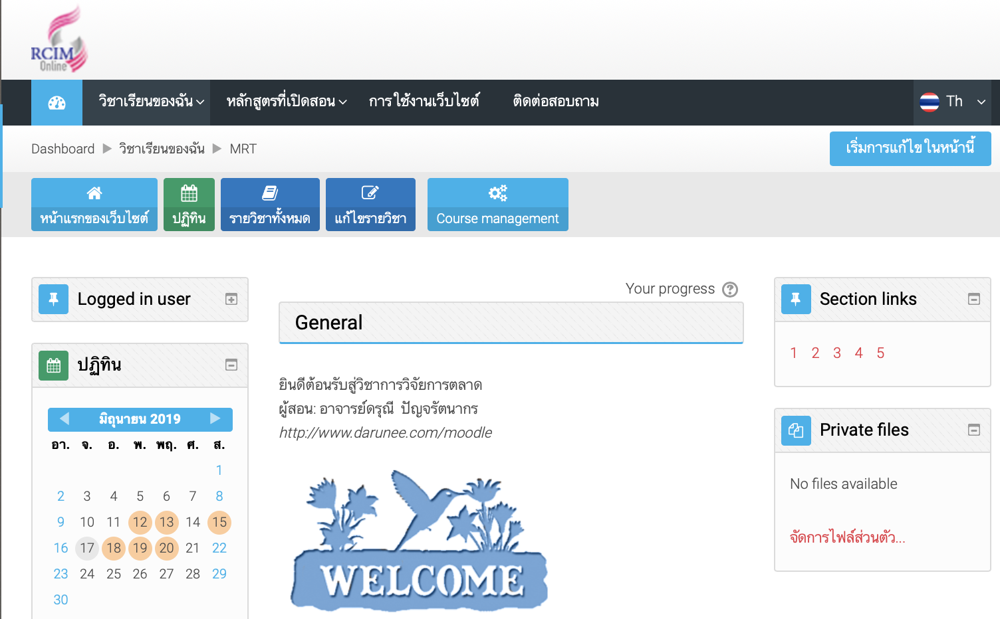 RCIM
Online
วิชาเรียนของฉัน
หลักสูตรที่เปิดสอน
การใช้งานเว็บไซต์
ติดต่อสอบถาม
Th
Dashboard ▶ วิชาเรียนของฉัน ▶ MRT
เริ่มการแก้ไขในหน้านี้
หน้าแรกของเว็บไซต์
ปฏิทิน
รายวิชาทั้งหมด
แก้ไขรายวิชา
Course management
Logged in user
ปฏิทิน
มิถุนายน 2019
อา. จ. อ. พ. พฤ. ศ. ส.
1
2 3 4 5 6 7 8
9 10 11 12 13 14 15
16 17 18 19 20 21 22
23 24 25 26 27 28 29
30
Your progress
General
ยินดีต้อนรับสู่วิชาการวิจัยการตลาด
ผู้สอน: อาจารย์ดรุณี ปัญจรัตนากร
http://www.darunee.com/moodle
WELCOME
Section links
1 2 3 4 5
Private files
No files available
จัดการไฟล์ส่วนตัว...